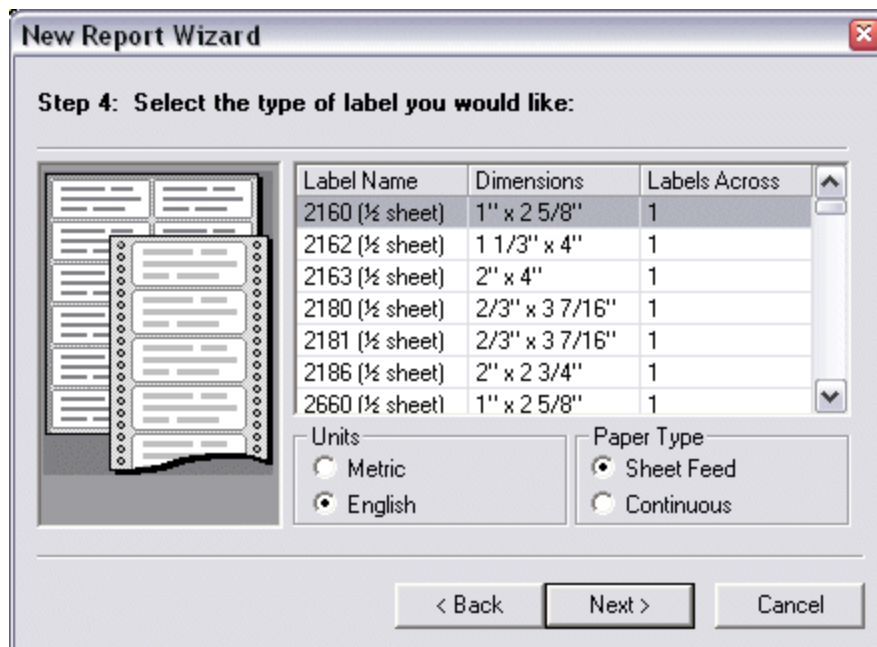 New Report Wizard
Step 4: Select the type of label you would like:
Label Name Dimensions Labels Across
2160 (½ sheet) 1'' x 2 5/8'' 1
2162 (½ sheet) 1 1/3'' x 4'' 1
2163 (½ sheet) 2'' x 4'' 1
2180 (½ sheet) 2/3'' x 3 7/16'' 1
2181 (½ sheet) 2/3'' x 3 7/16'' 1
2186 (½ sheet) 2'' x 2 3/4'' 1
2660 (½ sheet) 1'' x 2 5/8'' 1
Units Paper Type
Metric Sheet Feed
English Continuous
< Back Next > Cancel